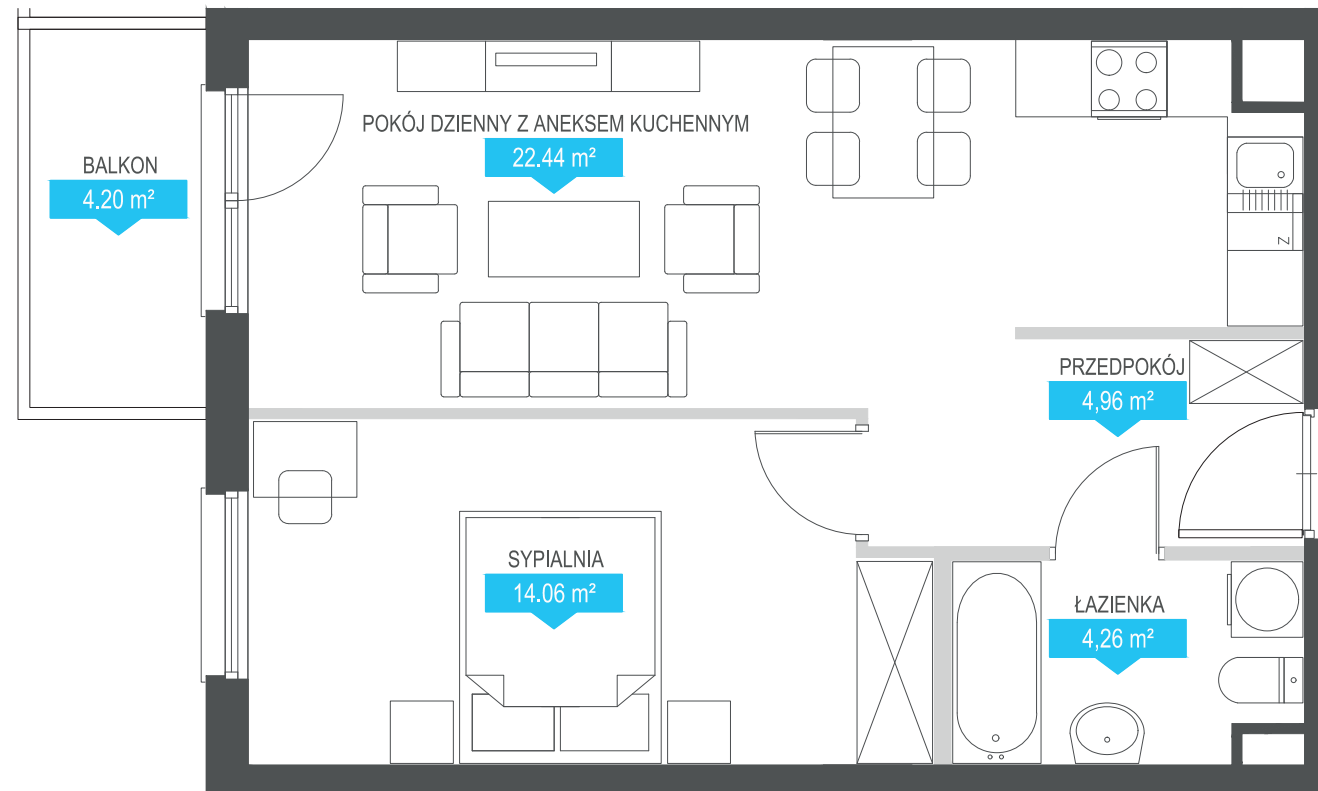 POKÓJ DZIENNY Z ANEKSEM KUCHENNYM
22.44 m²
BALKON
4.20 m²
Z
PRZEDPOKÓJ
4,96 m²
SYPIALNIA
14.06 m²
ŁAZIENKA
4,26 m²